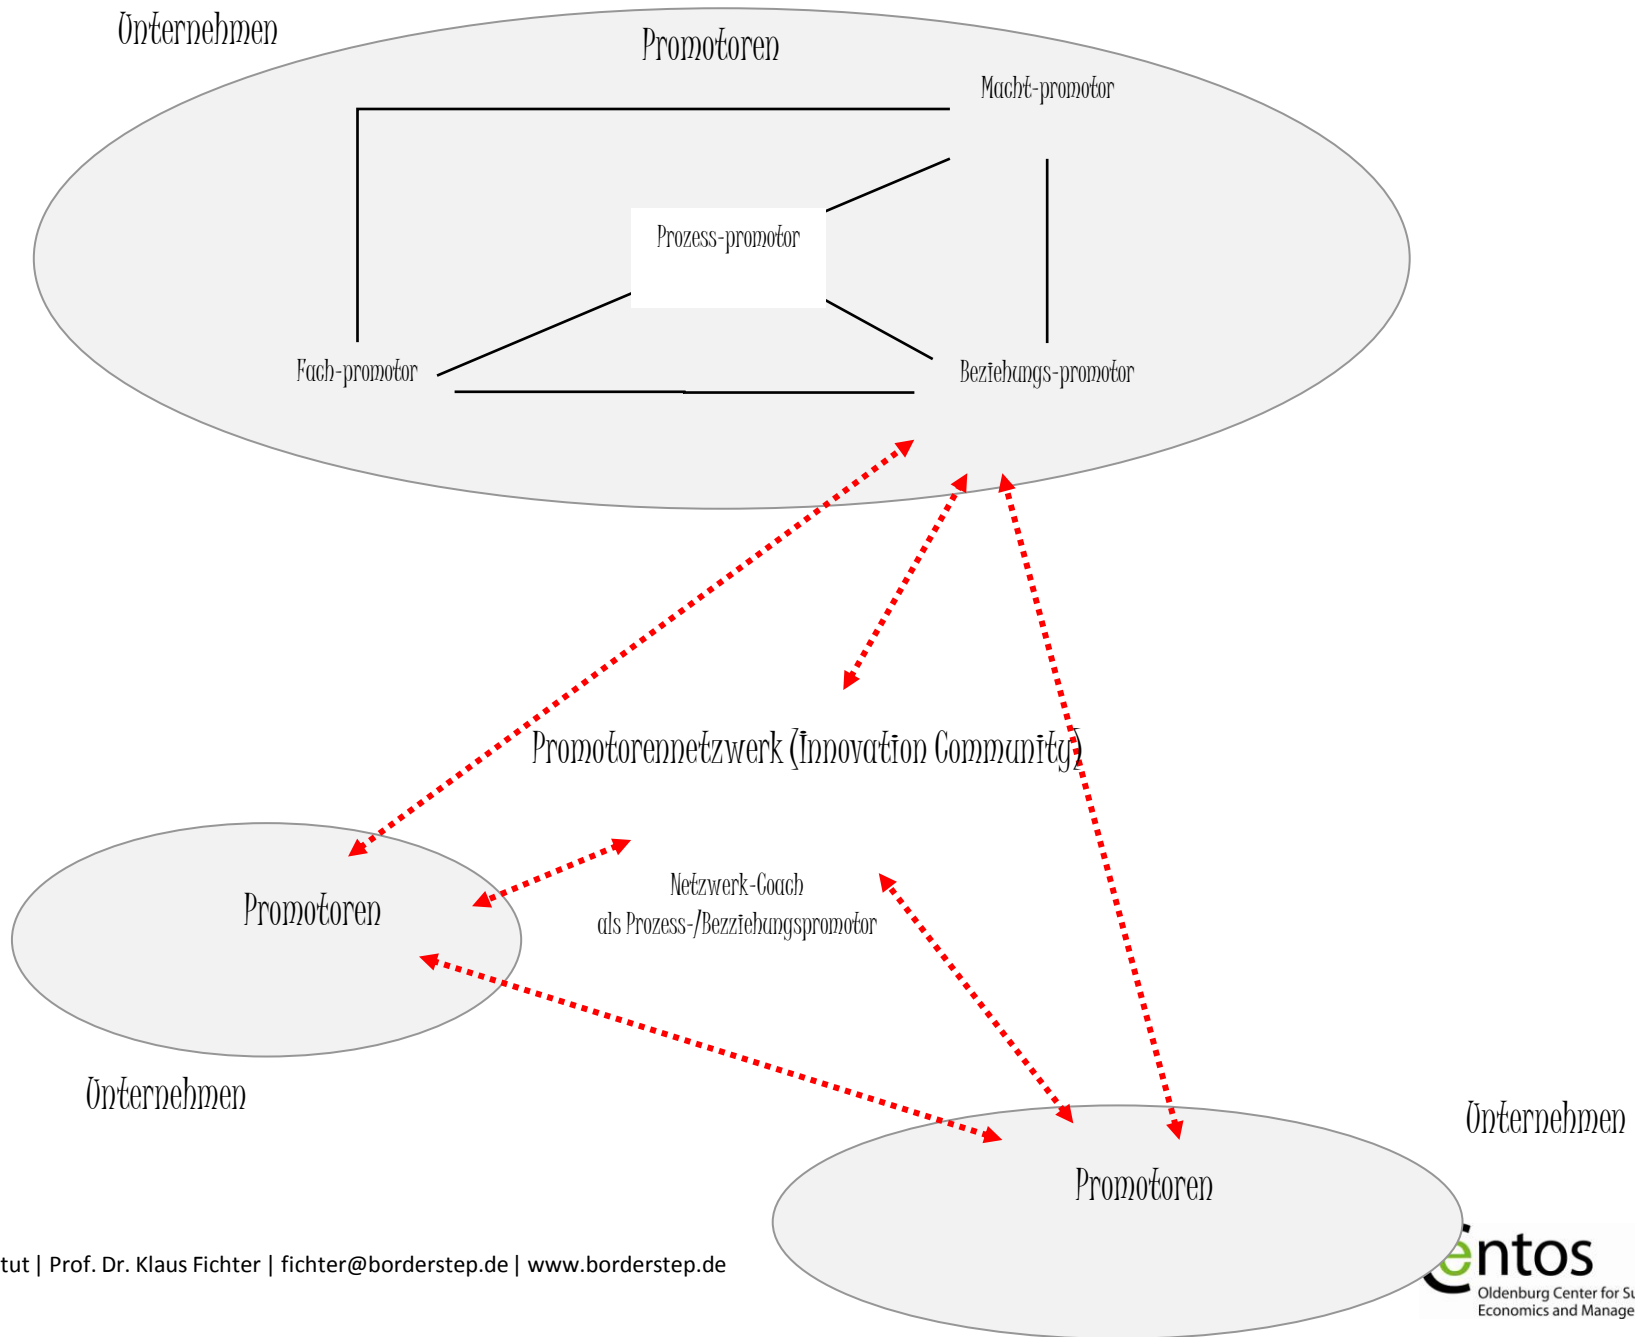 Unternehmen
Promotoren
Macht-promotor
Prozess-promotor
Fach-promotor
Beziehungs-promotor
Promotorennetzwerk (Innovation Community)
Netzwerk-Coach
als Prozess-/Bezziehungspromotor
Promotoren
Unternehmen
Unternehmen
Promotoren
tut | Prof. Dr. Klaus Fichter | fichter@borderstep.de | www.borderstep.de
entos
Oldenburg Center for Su
Economics and Manage